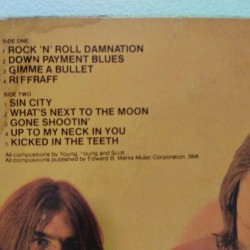 SIDE ONE
1 ROCK 'N' ROLL DAMNATION
2 DOWN PAYMENT BLUES
3 GIMME A BULLET
4 RIFFRAFF
SIDE TWO
1 SIN CITY
2 WHAT'S NEXT TO THE MOON
3 GONE SHOOTIN'
4 UP TO MY NECK IN YOU
5 KICKED IN THE TEETH
All compositions by Young, Young and Scott.
All compositions published by Edward B. Marks Music Corporation, BMI